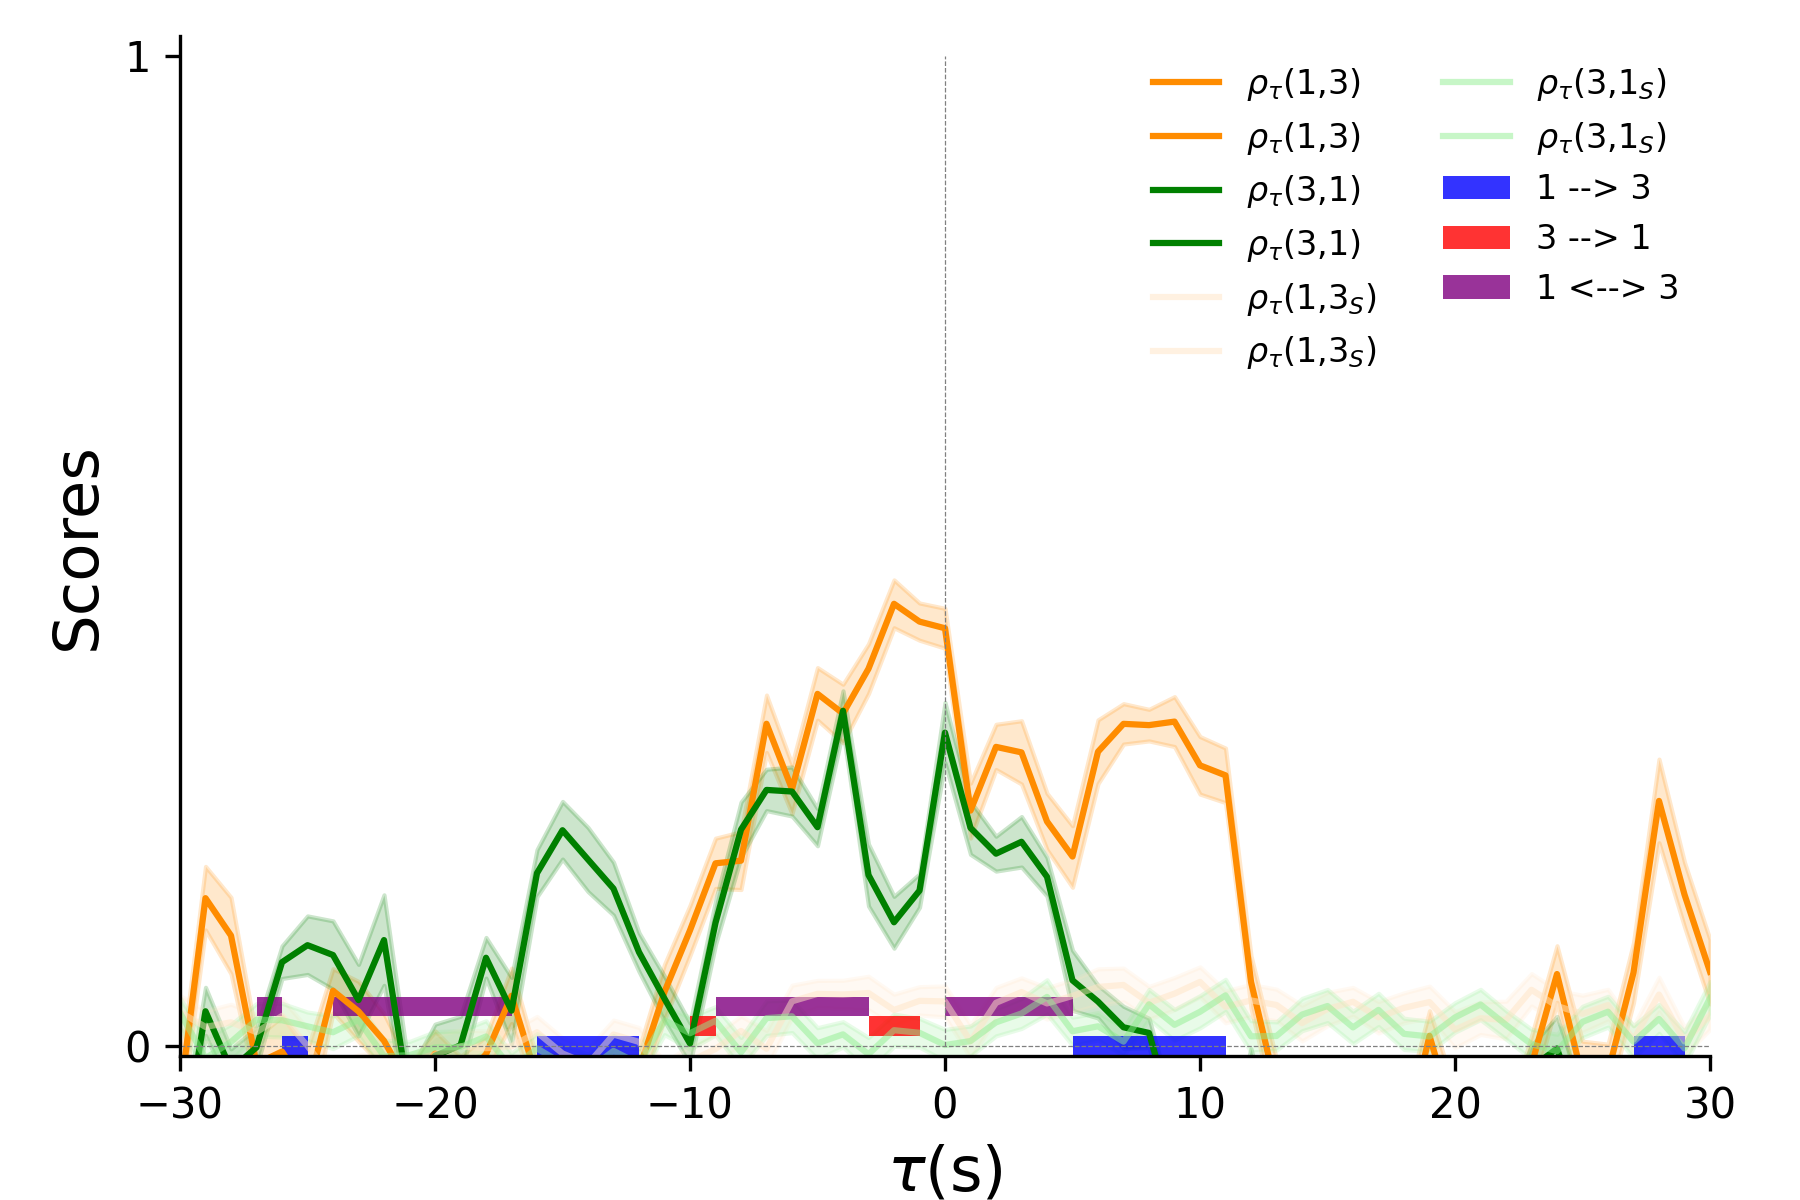 Scores
1
0
ρτ(1,3)
ρτ(1,3)
ρτ(3,1)
ρτ(3,1)
ρτ(1,3S)
ρτ(1,3S)
ρτ(3,1S)
ρτ(3,1S)
1 --> 3
3 --> 1
1 <--> 3
−30 −20 −10 0 10 20 30
τ(s)